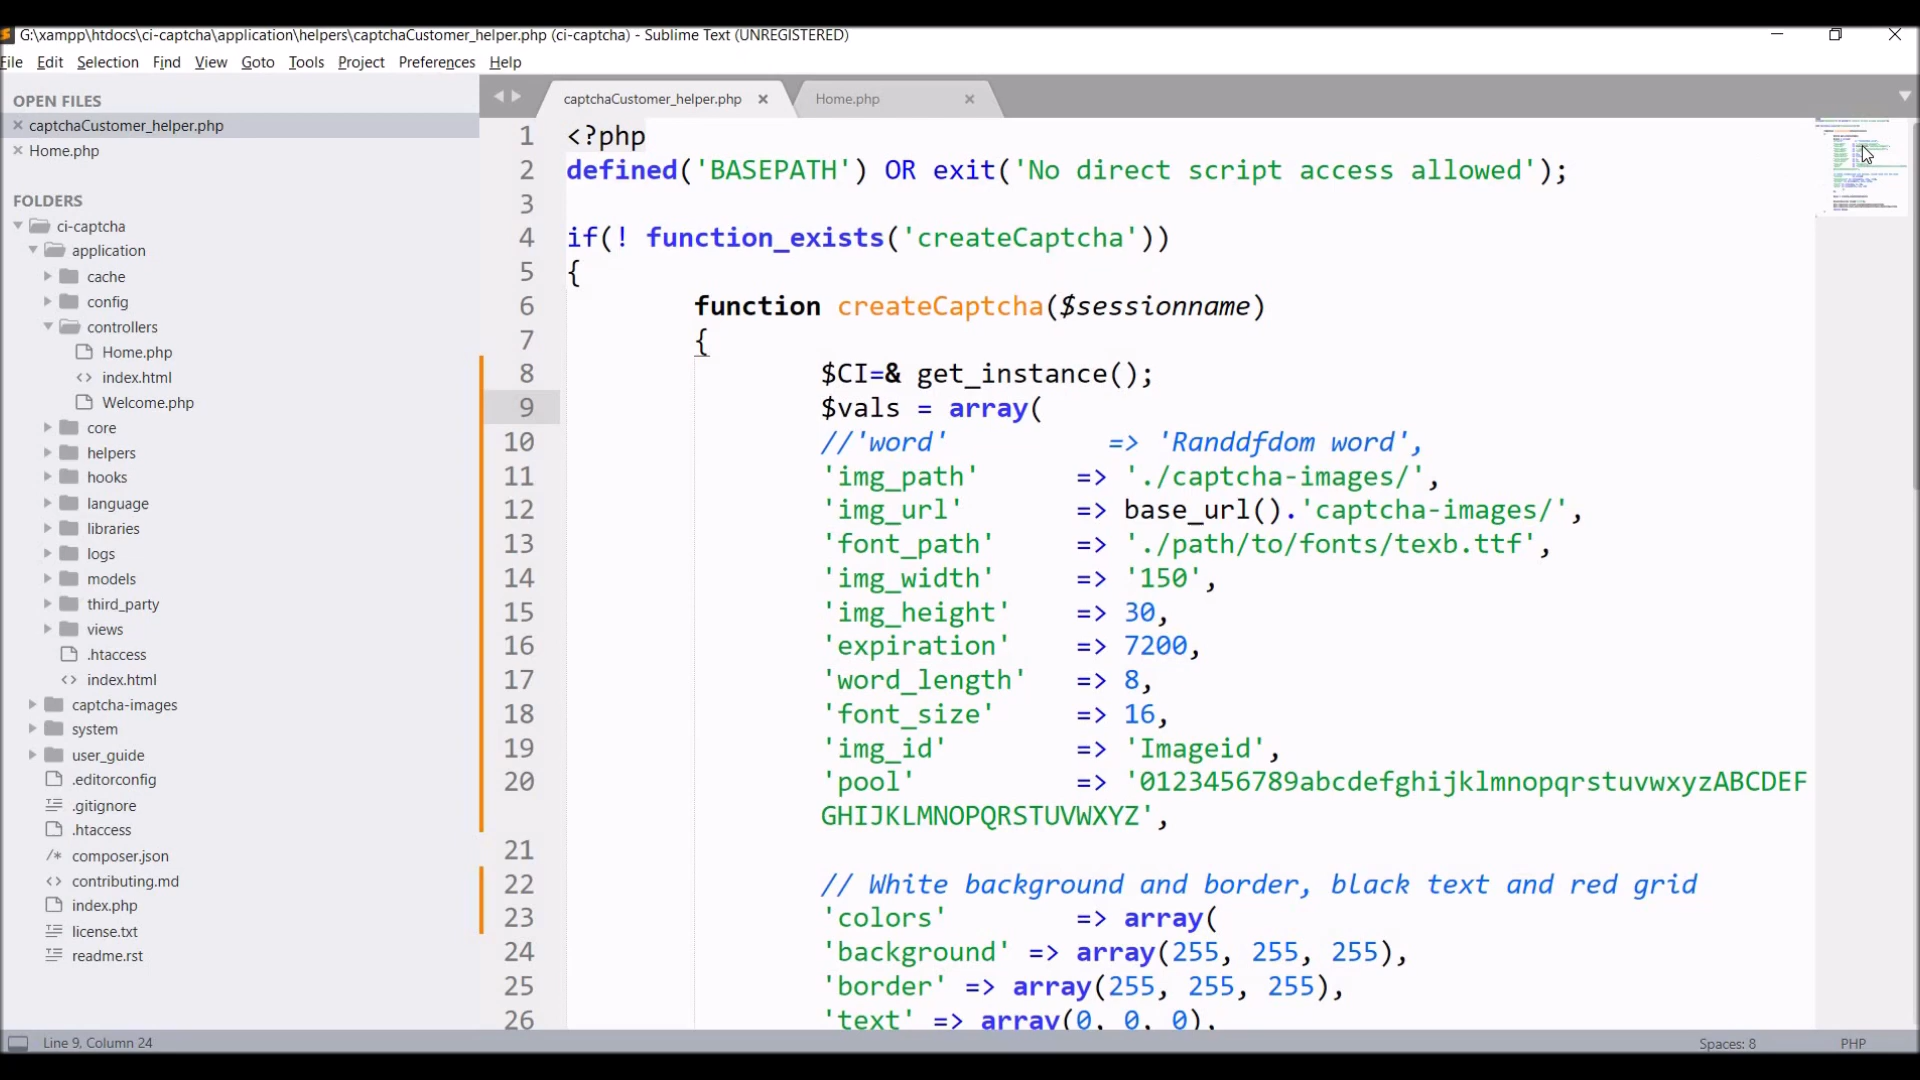 G:\xampp\htdocs\ci-captcha\application\helpers\captchaCustomer_helper.php (ci-captcha) - Sublime Text (UNREGISTERED)
File Edit Selection Find View Goto Tools Project Preferences Help
OPEN FILES
captchaCustomer_helper.php
Home.php
FOLDERS
ci-captcha
application
cache
config
controllers
Home.php
index.html
Welcome.php
core
helpers
hooks
language
libraries
logs
models
third_party
views
.htaccess
index.html
captcha-images
system
user_guide
.editorconfig
.gitignore
.htaccess
composer.json
contributing.md
index.php
license.txt
readme.rst
captchaCustomer_helper.php Home.php
1 <?php
2 defined('BASEPATH') OR exit('No direct script access allowed');
3
4 if(! function_exists('createCaptcha'))
5 {
6 function createCaptcha($sessionname)
7 {
8 $CI=& get_instance();
9 $vals = array(
10 //'word' => 'Randdfdom word',
11 'img_path' => './captcha-images/',
12 'img_url' => base_url().'captcha-images/',
13 'font_path' => './path/to/fonts/texb.ttf',
14 'img_width' => '150',
15 'img_height' => 30,
16 'expiration' => 7200,
17 'word_length' => 8,
18 'font_size' => 16,
19 'img_id' => 'Imageid',
20 'pool' => '0123456789abcdefghijklmnopqrstuvwxyzABCDEF
GHIJKLMNOPQRSTUVWXYZ',
21
22 // White background and border, black text and red grid
23 'colors' => array(
24 'background' => array(255, 255, 255),
25 'border' => array(255, 255, 255),
26 'text' => array(0, 0, 0),
Line 9, Column 24 Spaces: 8 PHP